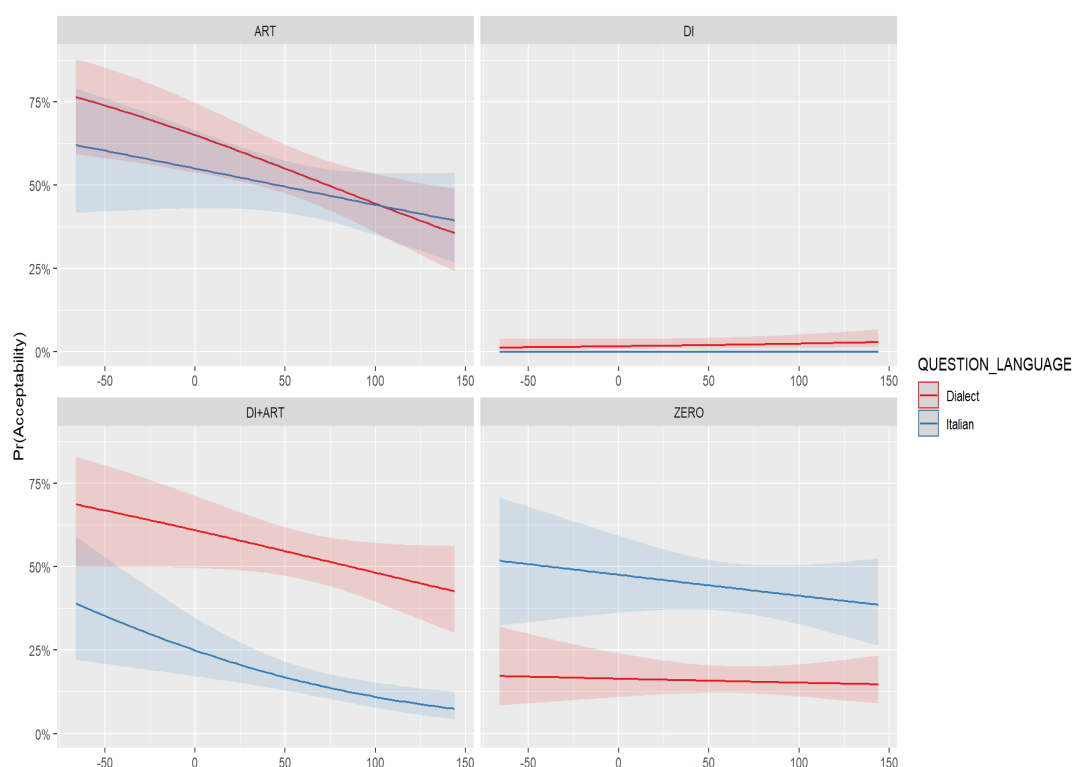 ART
DI
75%
50%
25%
0%
-50 0 50 100 150
-50 0 50 100 150
DI+ART
ZERO
75%
50%
25%
0%
-50 0 50 100 150
-50 0 50 100 150
Pr(Acceptability)
QUESTION_LANGUAGE
Dialect
Italian